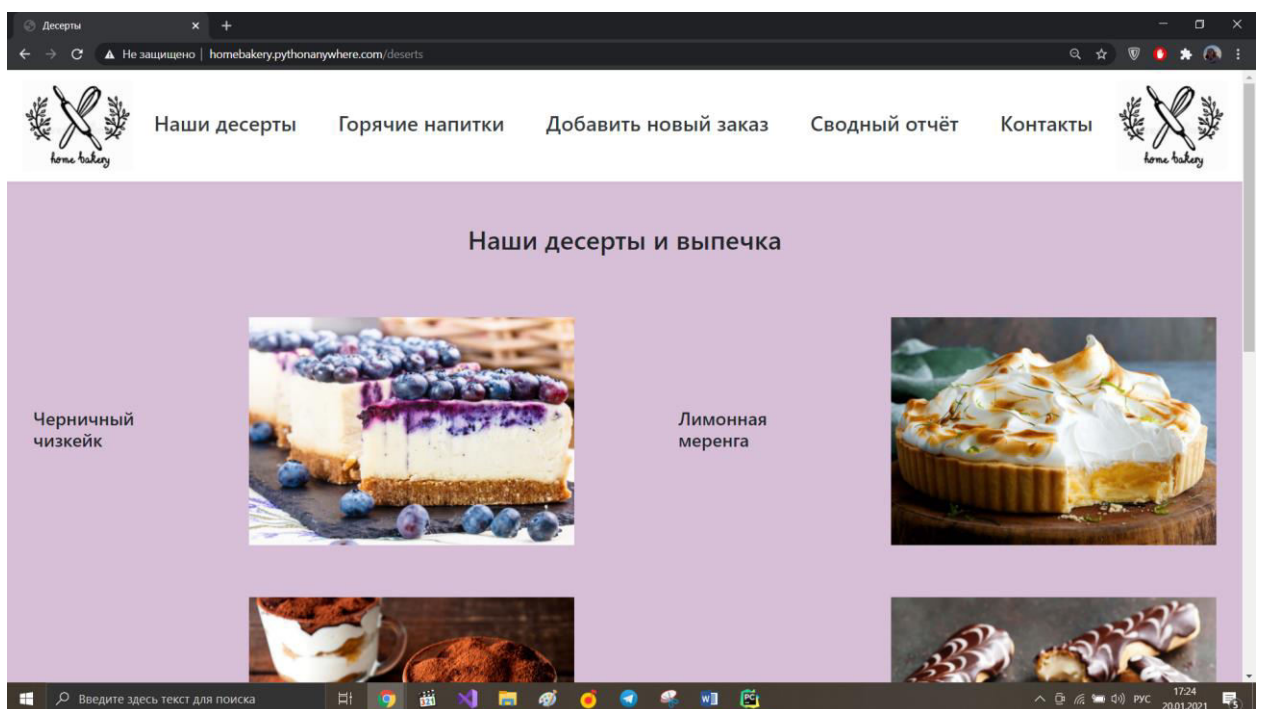 Десерты
Не защищено | homebakery.pythonanywhere.com/deserts
home bakery
Наши десерты
Горячие напитки
Добавить новый заказ
Сводный отчёт
Контакты
home bakery
Наши десерты и выпечка
Черничный
чизкейк
Лимонная
меренга
Введите здесь текст для поиска
321
РУС
17:24
20.01.2021
5